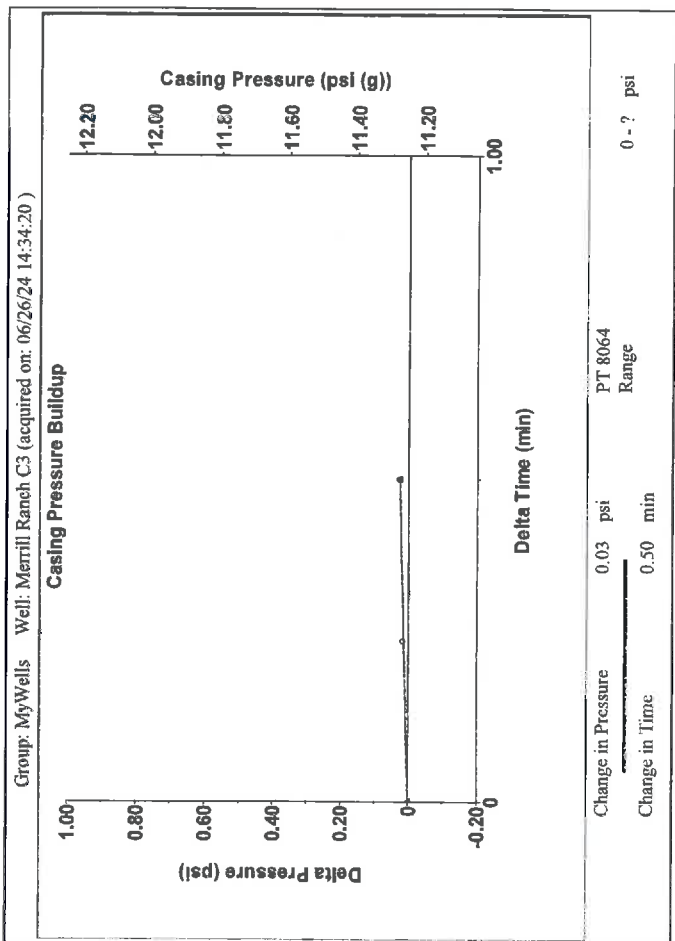 Group: MyWells Well: Merrill Ranch C3 (acquired on: 06/26/24 14:34:20 )
Casing Pressure Buildup
Delta Pressure (psi)
1.00
0.80
0.60
0.40
0.20
0
-0.20
Casing Pressure (psi (g))
12.20
12.00
11.80
11.60
11.40
11.20
0
1.00
Delta Time (min)
Change in Pressure 0.03 psi PT 8064
Range 0 - ? psi
Change in Time 0.50 min